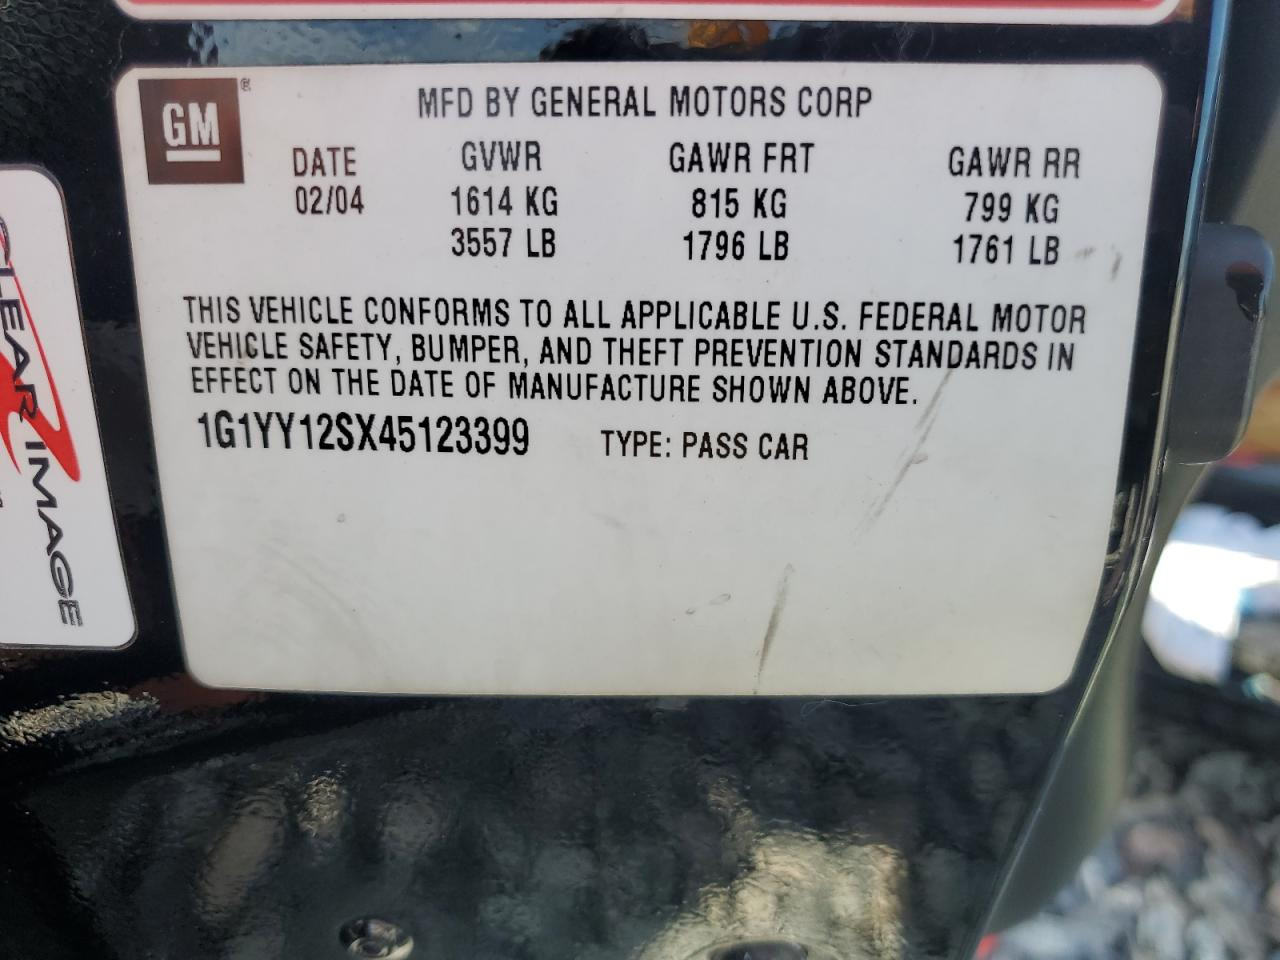 GM ®
MFD BY GENERAL MOTORS CORP
DATE GVWR GAWR FRT GAWR RR
02/04 1614 KG 815 KG 799 KG
3557 LB 1796 LB 1761 LB
THIS VEHICLE CONFORMS TO ALL APPLICABLE U.S. FEDERAL MOTOR
VEHICLE SAFETY, BUMPER, AND THEFT PREVENTION STANDARDS IN
EFFECT ON THE DATE OF MANUFACTURE SHOWN ABOVE.
1G1YY12SX45123399 TYPE: PASS CAR
CLEAR IMAGE